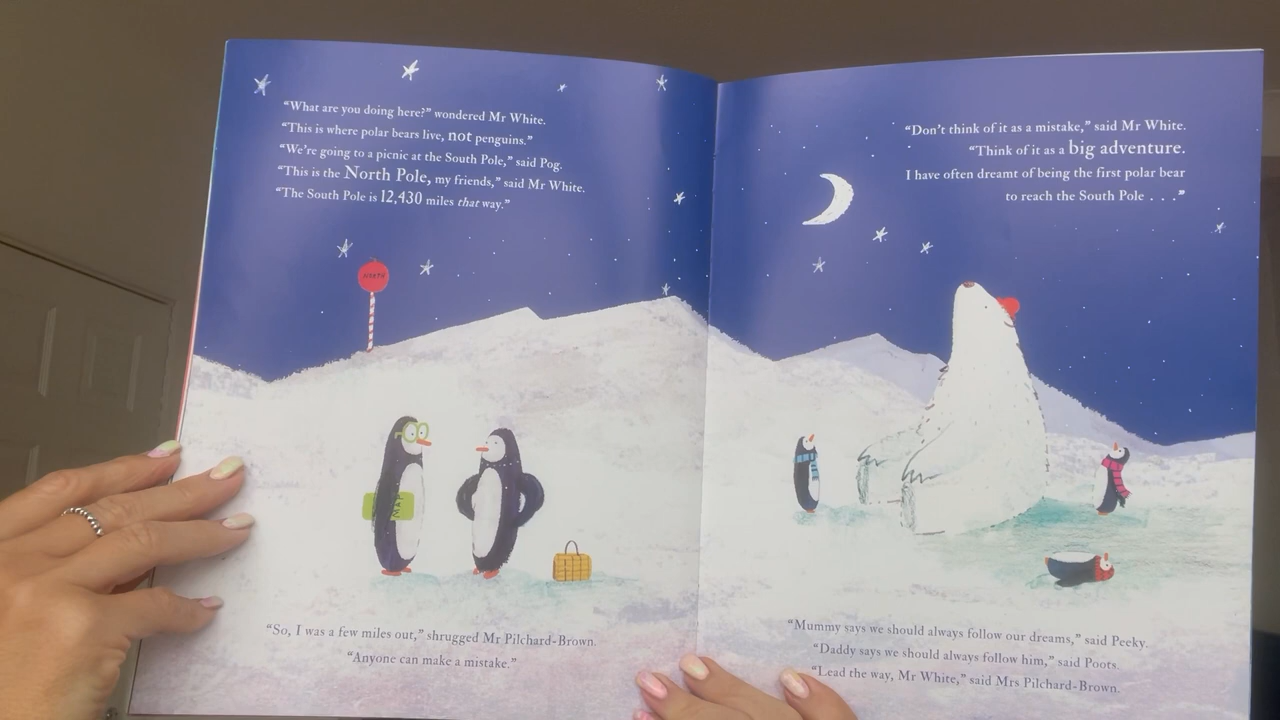 “What are you doing here?” wondered Mr White.
“This is where polar bears live, not penguins.”
“We’re going to a picnic at the South Pole,” said Pog.
“This is the North Pole, my friends,” said Mr White.
“The South Pole is 12,430 miles that way.”
NORTH
MAP
“So, I was a few miles out,” shrugged Mr Pilchard-Brown.
“Anyone can make a mistake.”
“Don’t think of it as a mistake,” said Mr White.
“Think of it as a big adventure.
I have often dreamt of being the first polar bear
to reach the South Pole . . .”
“Mummy says we should always follow our dreams,” said Peeky.
“Daddy says we should always follow him,” said Poots.
“Lead the way, Mr White,” said Mrs Pilchard-Brown.